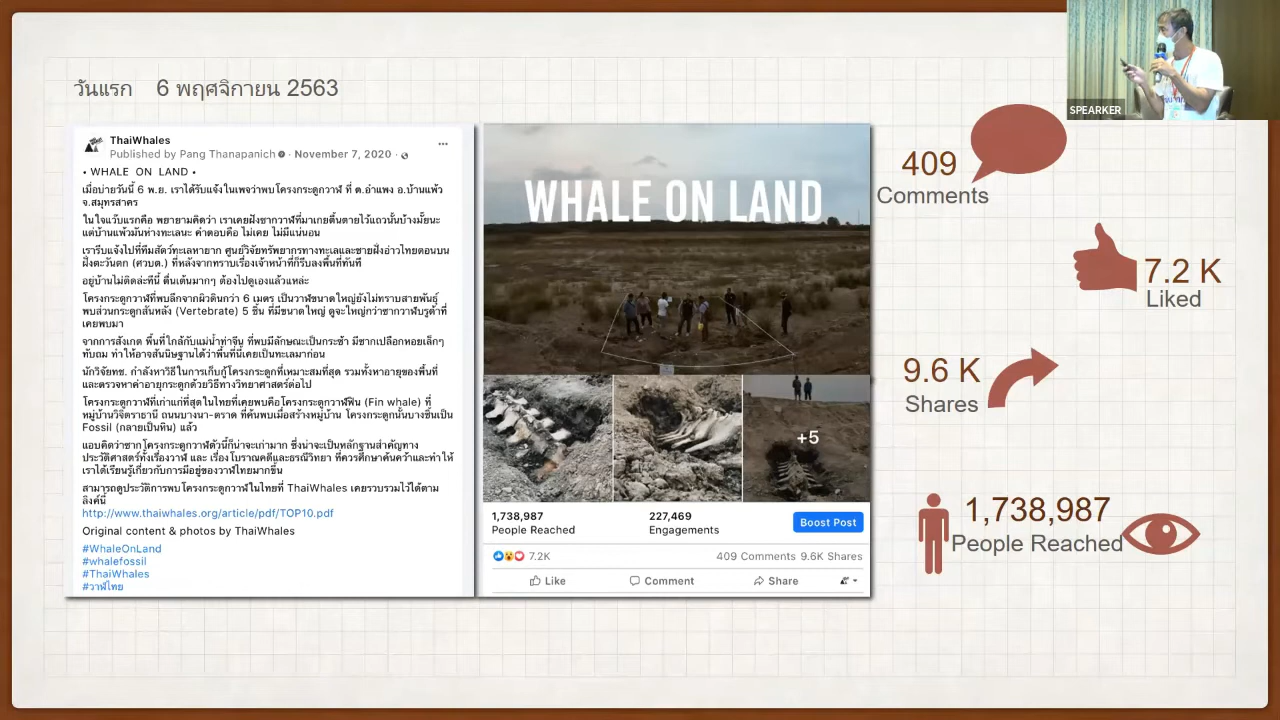 วันแรก 6 พฤศจิกายน 2563
SPEARKER
ThaiWhales
Published by Pang Thanapanich · November 7, 2020 ·
• WHALE ON LAND •
เมื่อบ่ายวันนี้ 6 พ.ย. เราได้รับแจ้งในเพจว่าพบโครงกระดูกวาฬ ที่ ต.อำแพง อ.บ้านแพ้ว
จ.สมุทรสาคร
ในใจแว๊บแรกคือ พยายามคิดว่า เราเคยฝังซากวาฬที่มาเกยตื้นตายไว้แถวนั้นบ้างมั้ยนะ
แต่บ้านแพ้วมันห่างทะเลนะ คำตอบคือ ไม่เคย ไม่มีแน่นอน
เรารีบแจ้งไปที่ทีมสัตว์ทะเลหายาก ศูนย์วิจัยทรัพยากรทางทะเลและชายฝั่งอ่าวไทยตอนบน
ฝั่งตะวันตก (ศวบต.) ที่หลังจากทราบเรื่องเจ้าหน้าที่ก็รีบลงพื้นที่ทันที
อยู่บ้านไม่ติดล่ะทีนี้ ตื่นเต้นมากๆ ต้องไปดูเองแล้วแหละ
โครงกระดูกวาฬที่พบลึกจากผิวดินกว่า 6 เมตร เป็นวาฬขนาดใหญ่ยังไม่ทราบสายพันธุ์
พบส่วนกระดูกสันหลัง (Vertebrate) 5 ชิ้น ที่มีขนาดใหญ่ ดูจะใหญ่กว่าซากวาฬบรูด้าที่
เคยพบมา
จากการสังเกต พื้นที่ใกล้กับแม่น้ำท่าจีน ที่พบมีลักษณะเป็นกระซ้า มีซากเปลือกหอยเล็กๆ
ทับถม ทำให้อาจสันนิษฐานได้ว่าพื้นที่นี้เคยเป็นทะเลมาก่อน
นักวิจัยทช. กำลังหาวิธีในการเก็บกู้โครงกระดูกที่เหมาะสมที่สุด รวมทั้งหาอายุของพื้นที่
และตรวจหาค่าอายุกระดูกด้วยวิธีทางวิทยาศาสตร์ต่อไป
โครงกระดูกวาฬที่เก่าแก่ที่สุดในไทยที่เคยพบคือโครงกระดูกวาฬฟิน (Fin whale) ที่
หมู่บ้านวิจิตราธานี ถนนบางนา-ตราด ที่ค้นพบเมื่อสร้างหมู่บ้าน โครงกระดูกนั้นบางชิ้นเป็น
Fossil (กลายเป็นหิน) แล้ว
แอบคิดว่าซากโครงกระดูกวาฬตัวนี้ก็น่าจะเก่ามาก ซึ่งน่าจะเป็นหลักฐานสำคัญทาง
ประวัติศาสตร์ทั้งเรื่องวาฬ และ เรื่องโบราณคดีและธรณีวิทยา ที่ควรศึกษาค้นคว้าและทำให้
เราได้เรียนรู้เกี่ยวกับการมีอยู่ของวาฬไทยมากขึ้น
สามารถดูประวัติการพบโครงกระดูกวาฬในไทยที่ ThaiWhales เคยรวบรวมไว้ได้ตาม
ลิงค์นี้
http://www.thaiwhales.org/article/pdf/TOP10.pdf
Original content & photos by ThaiWhales
#WhaleOnLand
#whalefossil
#ThaiWhales
#วาฬไทย
WHALE ON LAND
+5
1,738,987
People Reached
227,469
Engagements
Boost Post
7.2K
409 Comments 9.6K Shares
Like
Comment
Share
409
Comments
7.2 K
Liked
9.6 K
Shares
1,738,987
People Reached